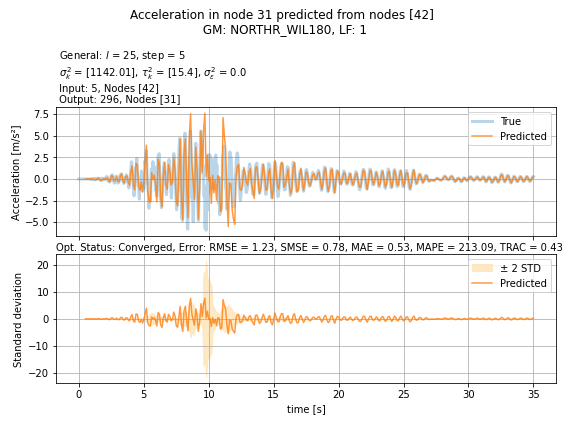 Acceleration in node 31 predicted from nodes [42]
GM: NORTHR_WIL180, LF: 1
General: l = 25, step = 5
σ²ₖ = [1142.01], τ²ₖ = [15.4], σ²ε = 0.0
Input: 5, Nodes [42]
Output: 296, Nodes [31]
7.5
5.0
2.5
0.0
−2.5
−5.0
Acceleration [m/s²]
True
Predicted
Opt. Status: Converged, Error: RMSE = 1.23, SMSE = 0.78, MAE = 0.53, MAPE = 213.09, TRAC = 0.43
20
10
0
−10
−20
Standard deviation
± 2 STD
Predicted
0 5 10 15 20 25 30 35
time [s]